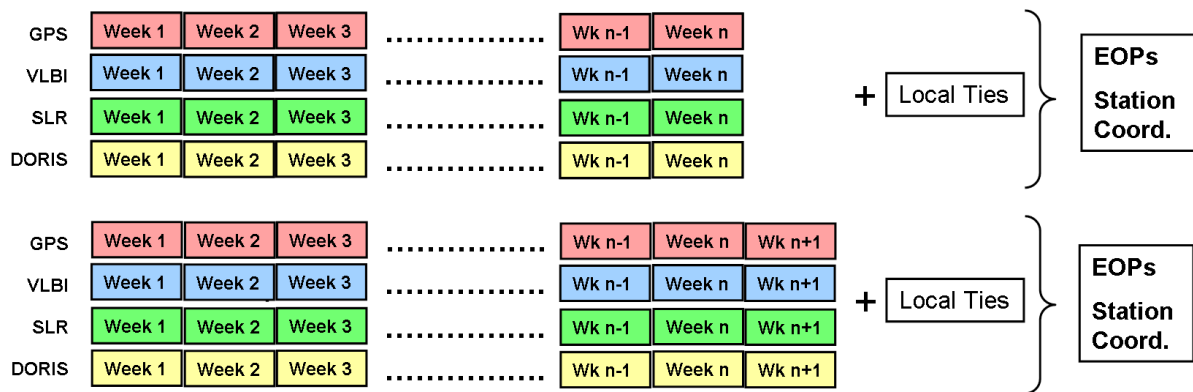 GPS Week 1 Week 2 Week 3 .................. Wk n-1 Week n
VLBI Week 1 Week 2 Week 3 .................. Wk n-1 Week n
SLR Week 1 Week 2 Week 3 .................. Wk n-1 Week n
DORIS Week 1 Week 2 Week 3 .................. Wk n-1 Week n
+ Local Ties
EOPs
Station
Coord.
GPS Week 1 Week 2 Week 3 .................. Wk n-1 Week n Wk n+1
VLBI Week 1 Week 2 Week 3 .................. Wk n-1 Week n Wk n+1
SLR Week 1 Week 2 Week 3 .................. Wk n-1 Week n Wk n+1
DORIS Week 1 Week 2 Week 3 .................. Wk n-1 Week n Wk n+1
+ Local Ties
EOPs
Station
Coord.